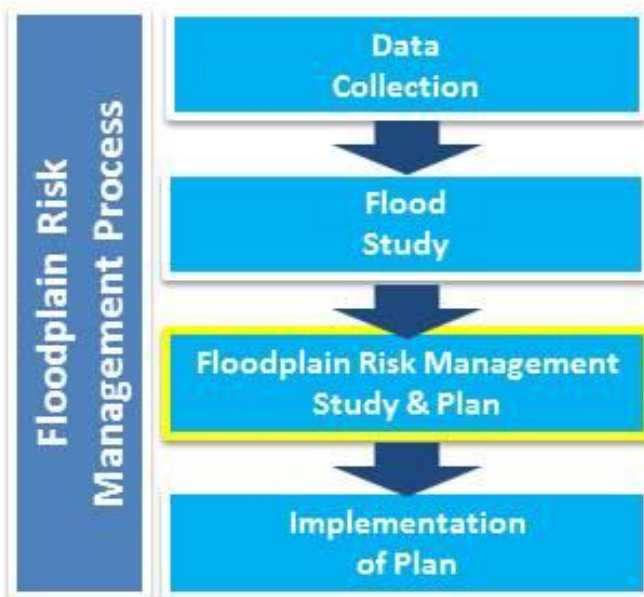 Floodplain Risk
Management Process
Data
Collection
Flood
Study
Floodplain Risk Management
Study & Plan
Implementation
of Plan